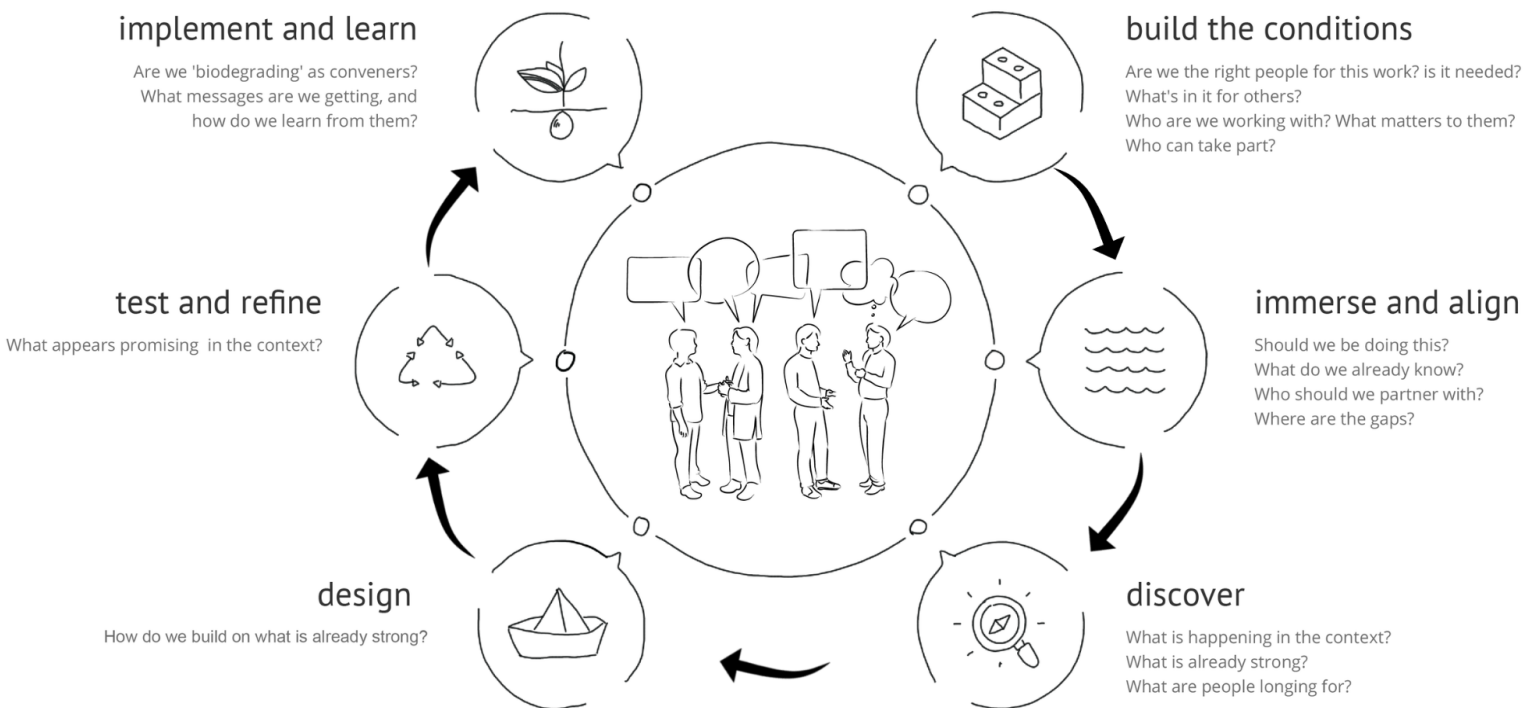 build the conditions
Are we the right people for this work? is it needed?
What's in it for others?
Who are we working with? What matters to them?
Who can take part?
immerse and align
Should we be doing this?
What do we already know?
Who should we partner with?
Where are the gaps?
discover
What is happening in the context?
What is already strong?
What are people longing for?
design
How do we build on what is already strong?
test and refine
What appears promising  in the context?
implement and learn
Are we 'biodegrading' as conveners?
What messages are we getting, and
how do we learn from them?